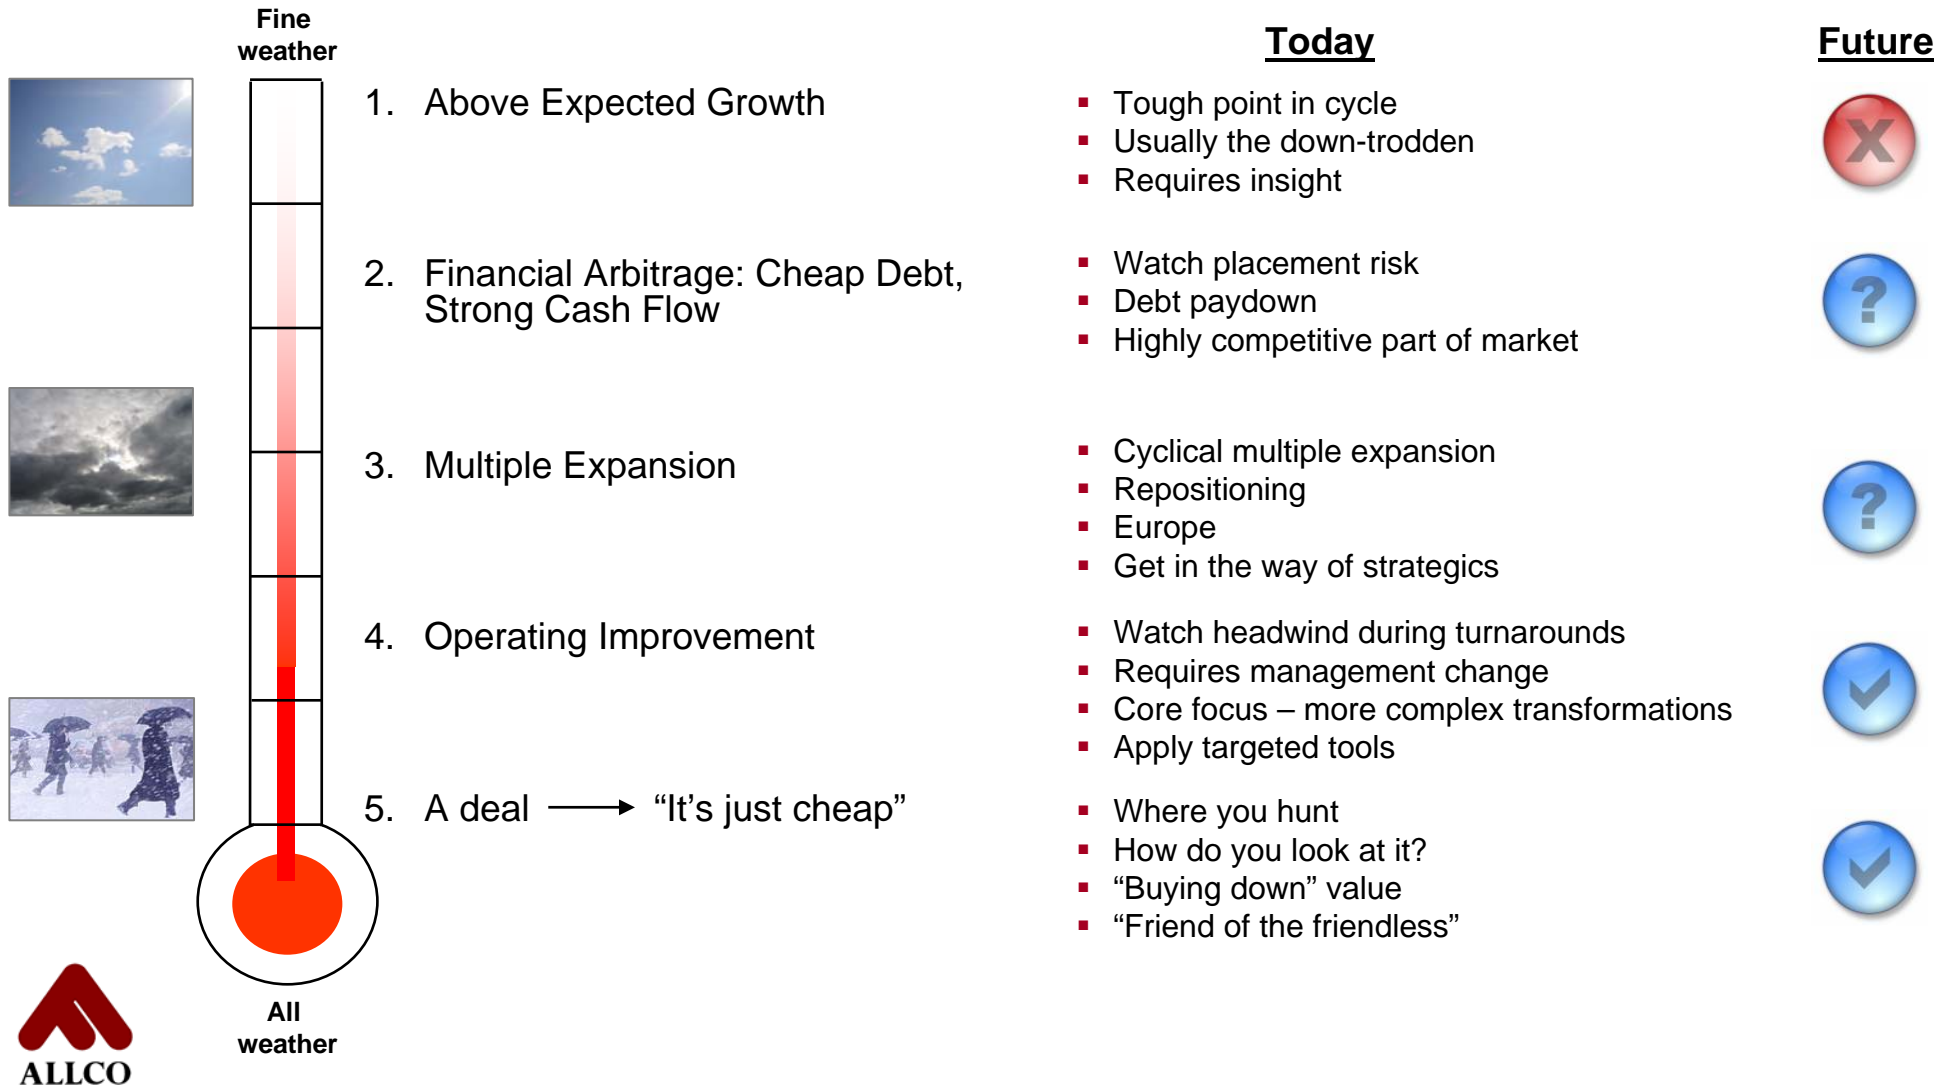 Fine
weather
Today
Future
1. Above Expected Growth
▪ Tough point in cycle
▪ Usually the down-trodden
▪ Requires insight
X
2. Financial Arbitrage: Cheap Debt,
Strong Cash Flow
▪ Watch placement risk
▪ Debt paydown
▪ Highly competitive part of market
?
3. Multiple Expansion
▪ Cyclical multiple expansion
▪ Repositioning
▪ Europe
▪ Get in the way of strategics
?
4. Operating Improvement
▪ Watch headwind during turnarounds
▪ Requires management change
▪ Core focus – more complex transformations
▪ Apply targeted tools
5. A deal → “It’s just cheap”
▪ Where you hunt
▪ How do you look at it?
▪ “Buying down” value
▪ “Friend of the friendless”
All
weather
ALLCO